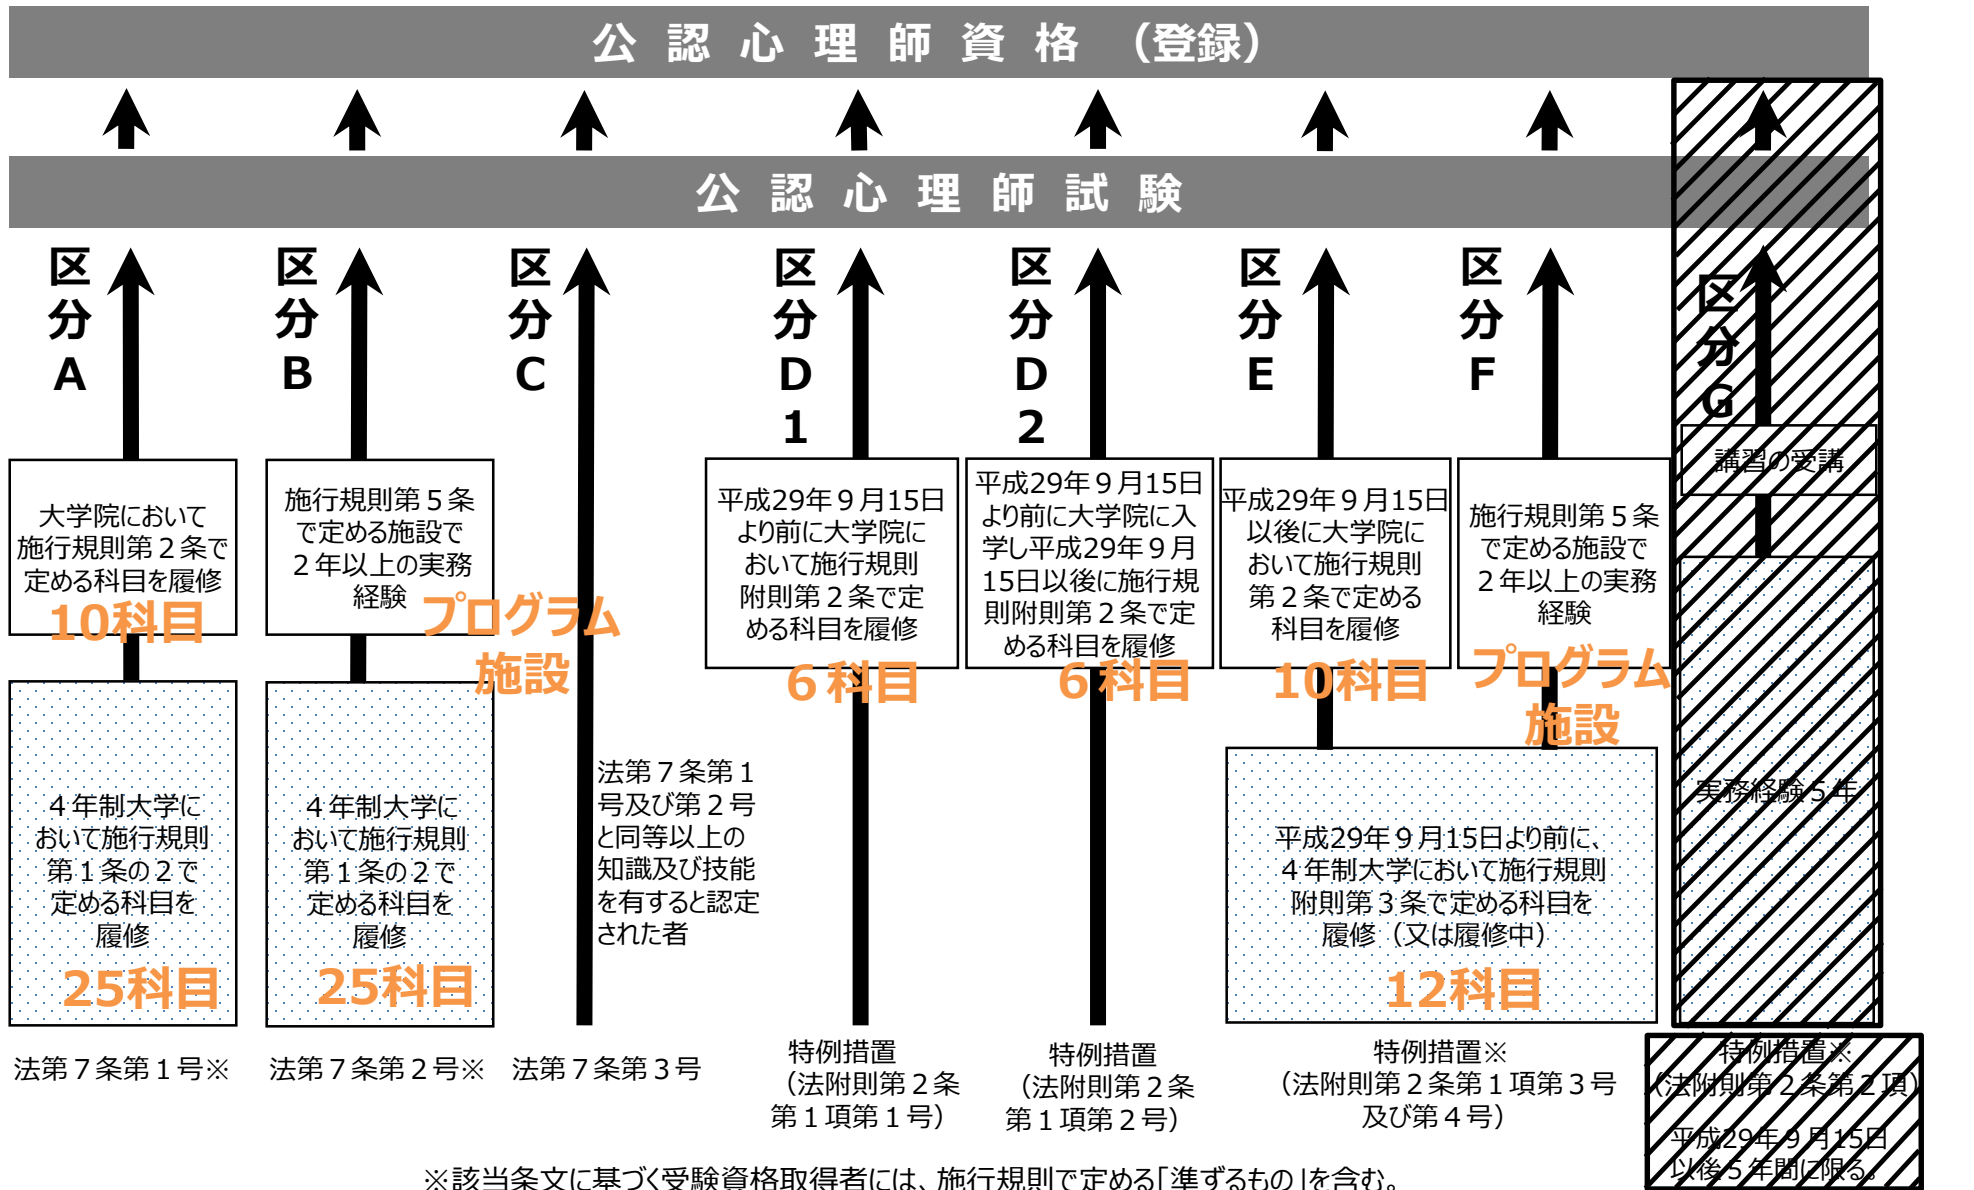 公認心理師資格（登録）
公認心理師試験
区分A
大学院において
施行規則第２条で
定める科目を履修
10科目
４年制大学に
おいて施行規則
第１条の２で
定める科目を
履修
25科目
法第７条第１号※
区分B
施行規則第５条
で定める施設で
２年以上の実務
経験
プログラム
施設
４年制大学に
おいて施行規則
第１条の２で
定める科目を
履修
25科目
法第７条第２号※
区分C
法第７条第１
号及び第２号
と同等以上の
知識及び技能
を有すると認定
された者
法第７条第３号
区分D1
平成29年９月15日
より前に大学院に
おいて施行規則
附則第２条で定
める科目を履修
６科目
特例措置
（法附則第２条
第１項第１号）
区分D2
平成29年９月15日
より前に大学院に入
学し平成29年９月
15日以後に施行規
則附則第２条で定
める科目を履修
６科目
特例措置
（法附則第２条
第１項第２号）
区分E
平成29年９月15日
以後に大学院に
おいて施行規則
第２条で定める
科目を履修
10科目
区分F
施行規則第５条
で定める施設で
２年以上の実務
経験
プログラム
施設
平成29年９月15日より前に、
４年制大学において施行規則
附則第３条で定める科目を
履修（又は履修中）
12科目
特例措置※
（法附則第２条第１項第３号
及び第４号）
区分G
講習の受講
実務経験５年
特例措置※
（法附則第２条第２項）
平成29年９月15日
以後５年間に限る。
※該当条文に基づく受験資格取得者には、施行規則で定める「準ずるもの」を含む。